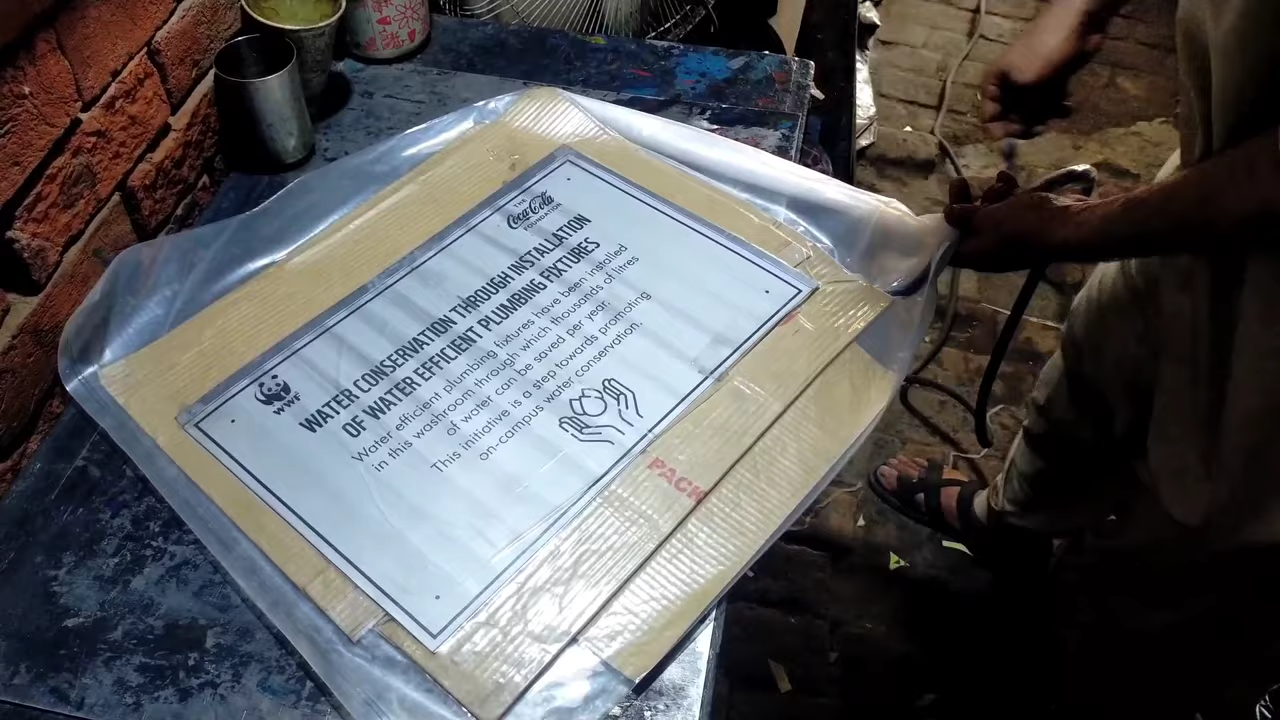 THE
Coca-Cola
FOUNDATION
WATER CONSERVATION THROUGH INSTALLATION
OF WATER EFFICIENT PLUMBING FIXTURES
Water efficient plumbing fixtures have been installed
in this washroom through which thousands of litres
of water can be saved per year.
This initiative is a step towards promoting
on-campus water conservation.
WWF
PACK